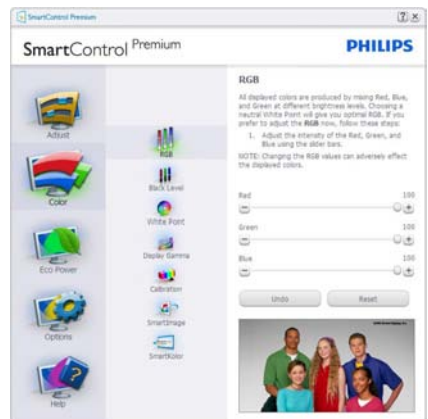 SmartControl Premium
SmartControl Premium
PHILIPS
Adjust
Color
Eco Power
Options
Help
RGB
Black Level
White Point
Display Gamma
Calibration
SmartImage
SmartKolor
RGB
All displayed colors are produced by mixing Red, Blue,
and Green at different brightness levels. Choosing a
neutral White Point will give you optimal RGB. If you
prefer to adjust the RGB now, follow these steps:
1. Adjust the intensity of the Red, Green, and
Blue using the slider bars.
NOTE: Changing the RGB values can adversely effect
the displayed colors.
Red 100
Green 100
Blue 100
Undo Reset